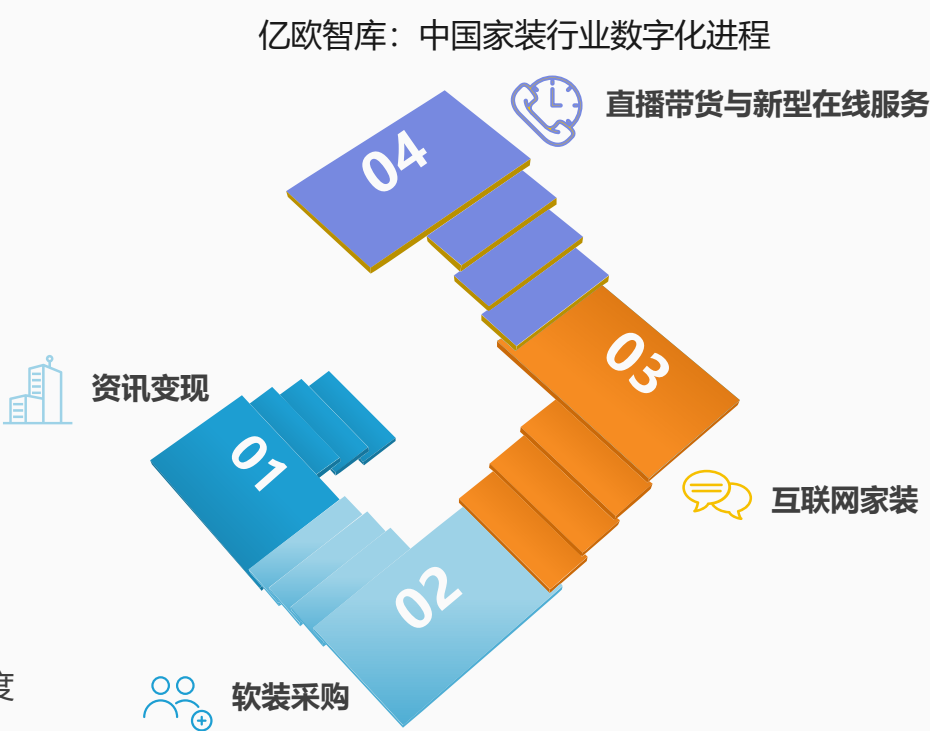 亿欧智库：中国家装行业数字化进程
04
直播带货与新型在线服务
03
资讯变现
01
互联网家装
02
度
软装采购